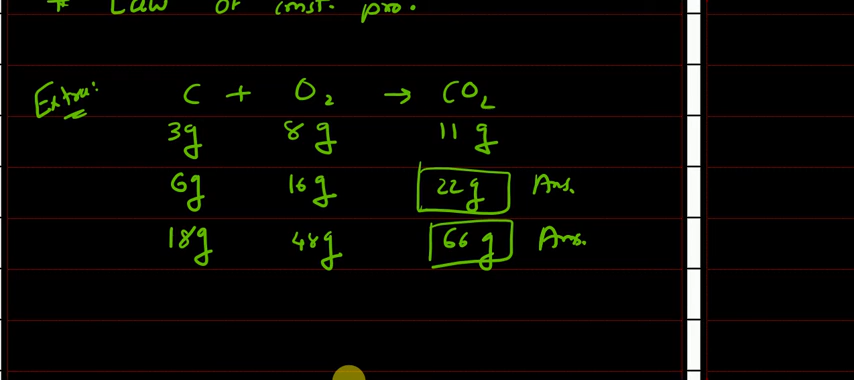 # Law of const. pro.
Extra: C + O₂ → CO₂
3g 8g 11g
6g 16g 22g Ans.
18g 48g 66g Ans.